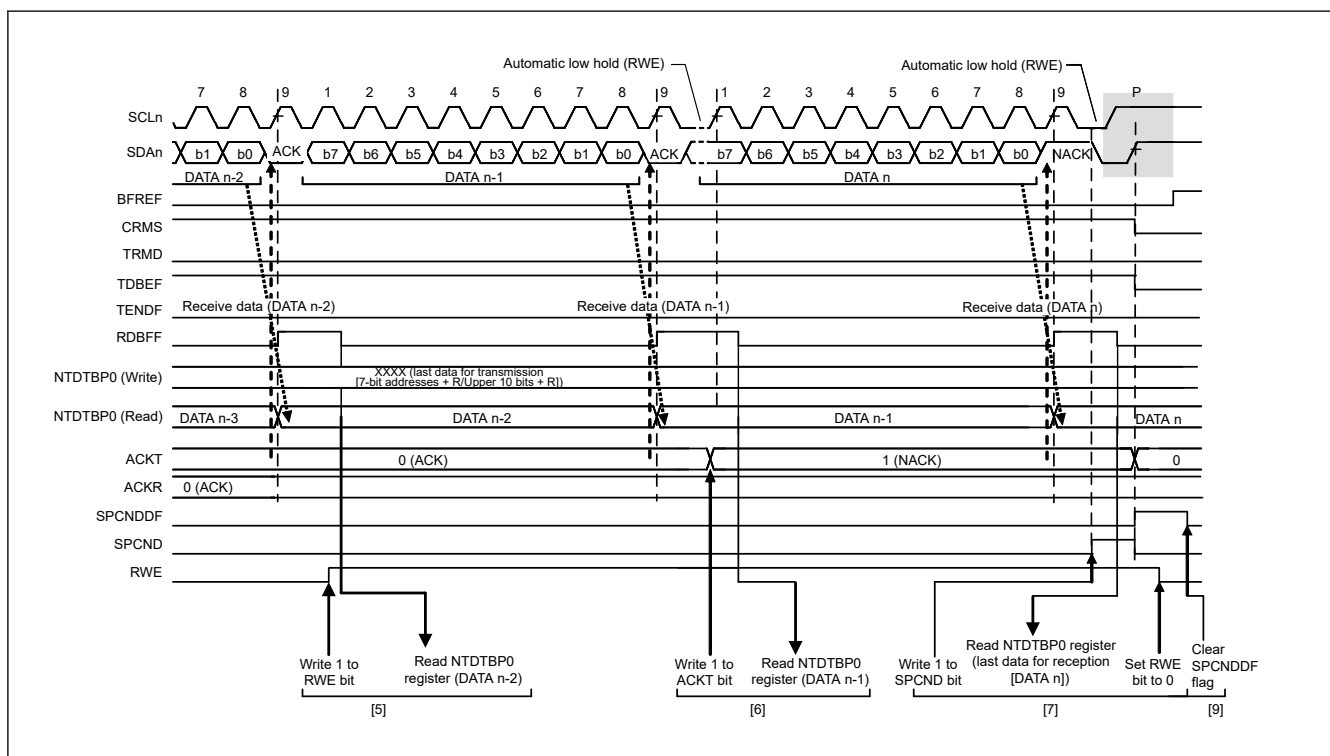 Automatic low hold (RWE)
Automatic low hold (RWE)
7 8 9 1 2 3 4 5 6 7 8 9 1 2 3 4 5 6 7 8 9 P
SCLn
SDAn b1 b0 ACK b7 b6 b5 b4 b3 b2 b1 b0 ACK b7 b6 b5 b4 b3 b2 b1 b0 NACK
DATA n-2 DATA n-1 DATA n
BFREF
CRMS
TRMD
TDBEF
TENDF
Receive data (DATA n-2) Receive data (DATA n-1) Receive data (DATA n)
RDBFF
NTDTBP0 (Write)
XXXX (last data for transmission
[7-bit addresses + R/Upper 10 bits + R])
NTDTBP0 (Read) DATA n-3 DATA n-2 DATA n-1 DATA n
ACKT 0 (ACK) 1 (NACK) 0
ACKR 0 (ACK)
SPCNDDF
SPCND
RWE
Write 1 to
RWE bit
Read NTDTBP0
register (DATA n-2)
Write 1 to
ACKT bit
Read NTDTBP0
register (DATA n-1)
Write 1 to
SPCND bit
Read NTDTBP0 register
(last data for reception
[DATA n])
Set RWE
bit to 0
Clear
SPCNDDF
flag
[5] [6] [7] [9]